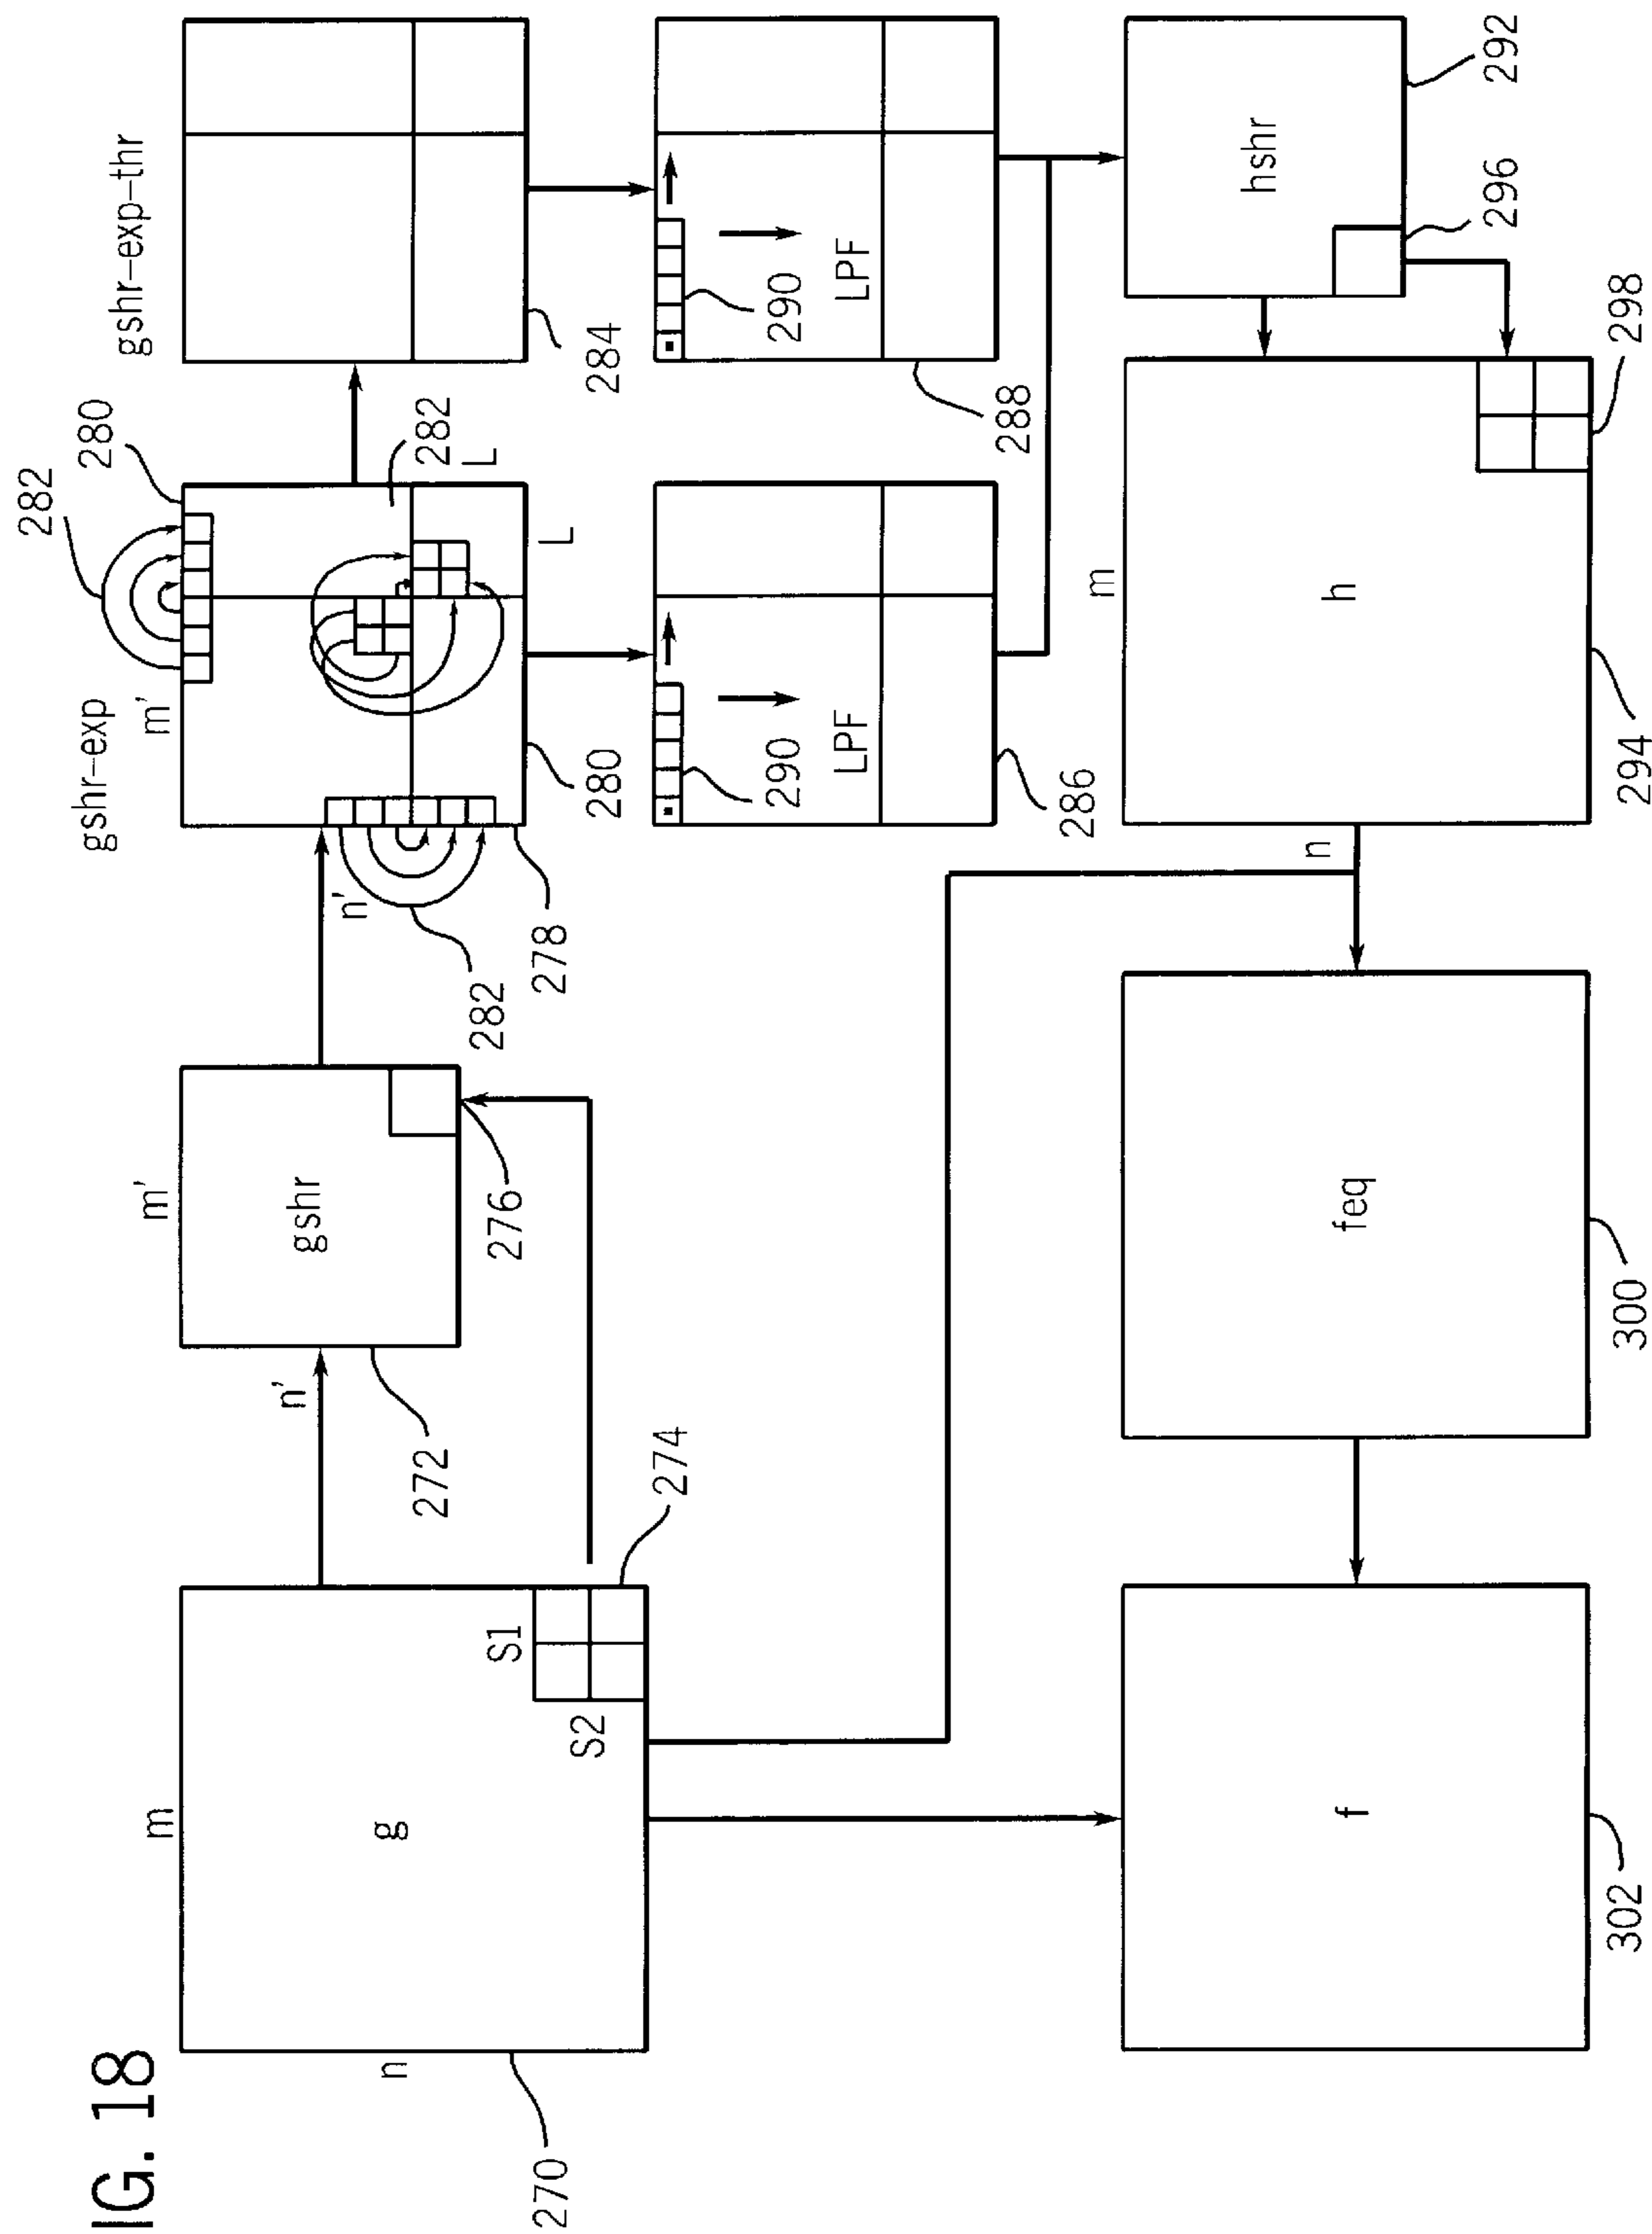 IG. 18
282
280
gshr-exp
gshr-exp-thr
m
m'
m'
n'
gshr
n'
g
n
272
282
L
282
S1
276
278
L
270
S2
280
284
274
290
290
LPF
LPF
286
288
m
hshr
292
296
n
h
f
feq
302
300
294
298